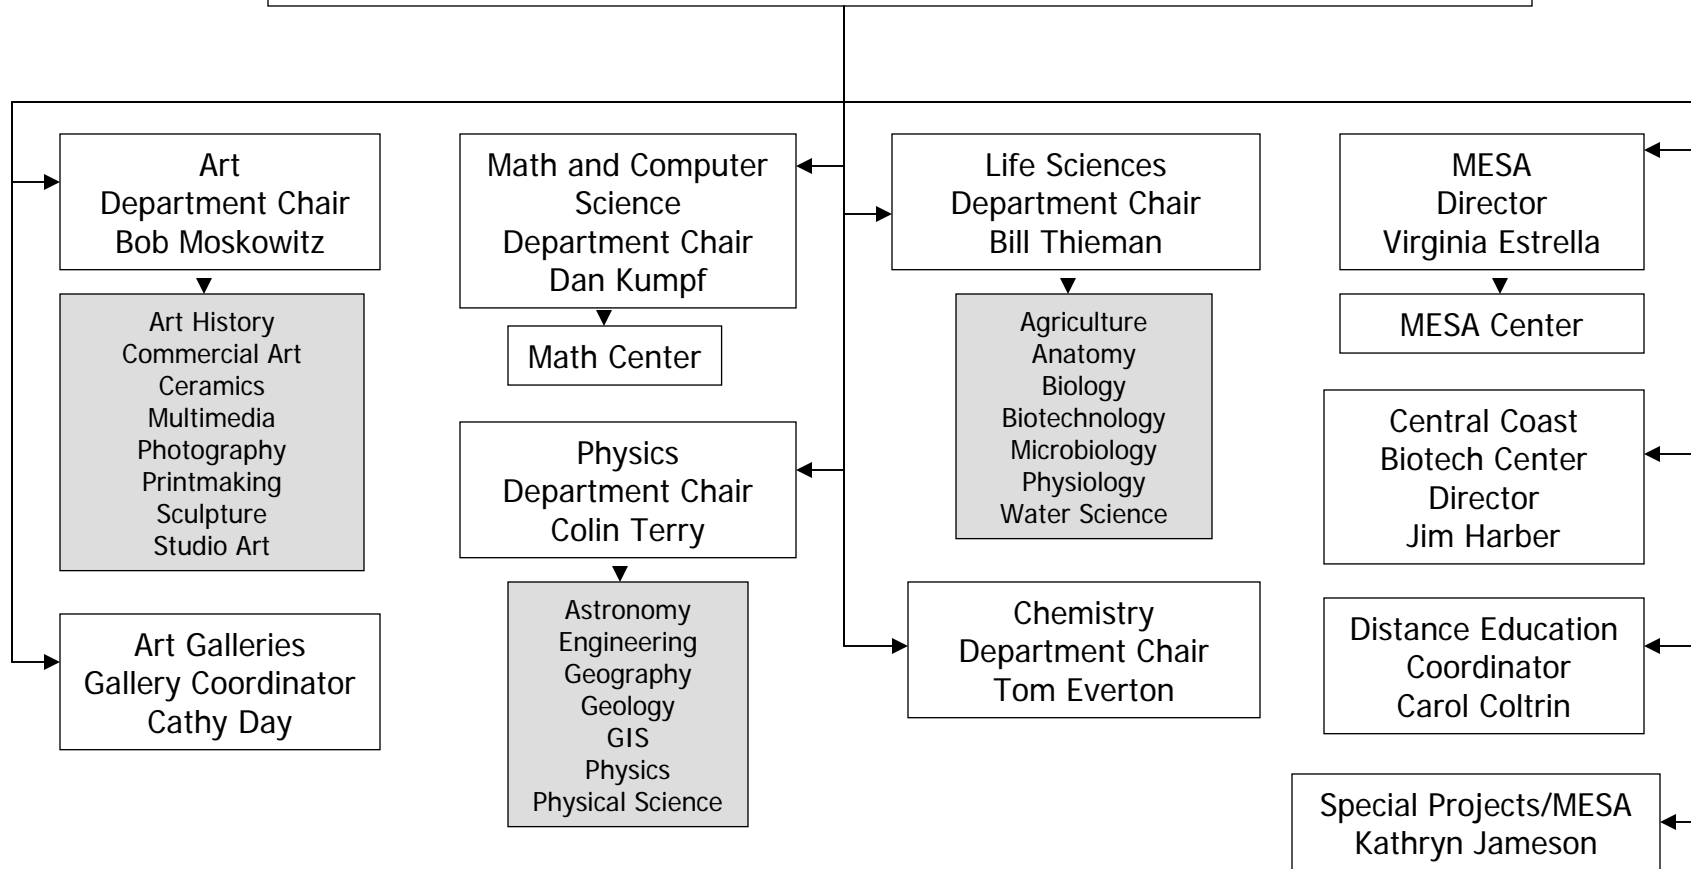 Art
Department Chair
Bob Moskowitz
Art History
Commercial Art
Ceramics
Multimedia
Photography
Printmaking
Sculpture
Studio Art
Art Galleries
Gallery Coordinator
Cathy Day
Math and Computer
Science
Department Chair
Dan Kumpf
Math Center
Physics
Department Chair
Colin Terry
Astronomy
Engineering
Geography
Geology
GIS
Physics
Physical Science
Life Sciences
Department Chair
Bill Thieman
Agriculture
Anatomy
Biology
Biotechnology
Microbiology
Physiology
Water Science
Chemistry
Department Chair
Tom Everton
MESA
Director
Virginia Estrella
MESA Center
Central Coast
Biotech Center
Director
Jim Harber
Distance Education
Coordinator
Carol Coltrin
Special Projects/MESA
Kathryn Jameson